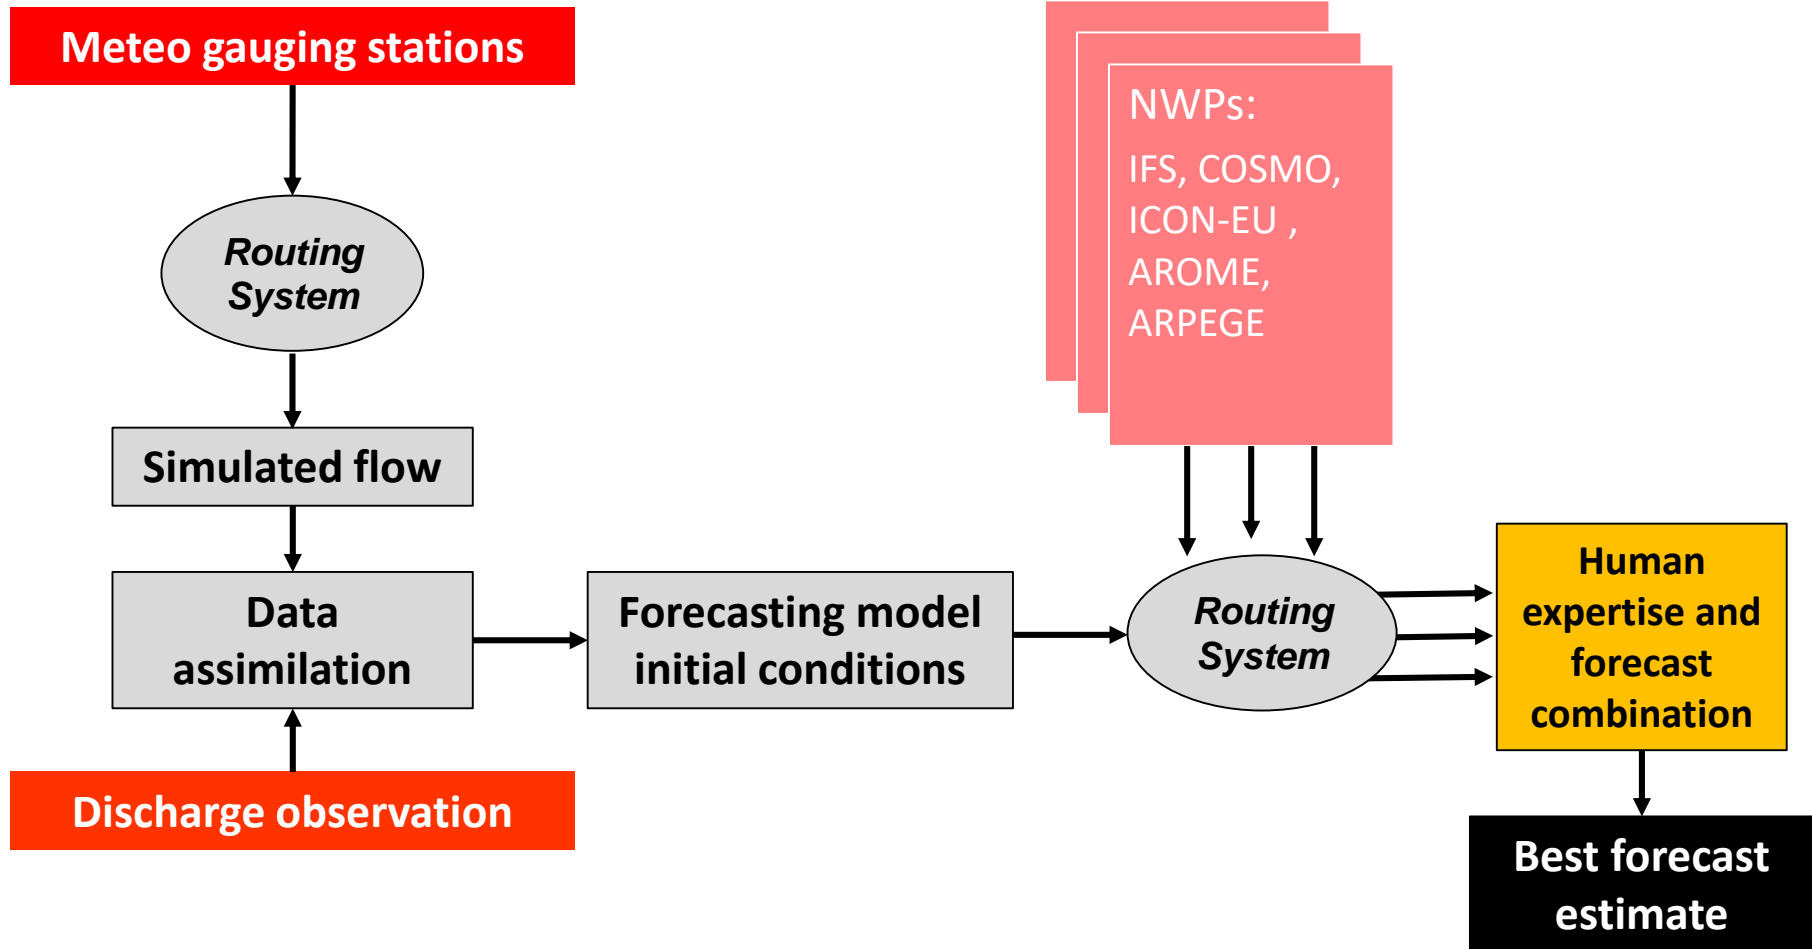 Meteo gauging stations
Routing
System
Simulated flow
Data
assimilation
Discharge observation
Forecasting model
initial conditions
NWPs:
IFS, COSMO,
ICON-EU ,
AROME,
ARPEGE
Routing
System
Human
expertise and
forecast
combination
Best forecast
estimate